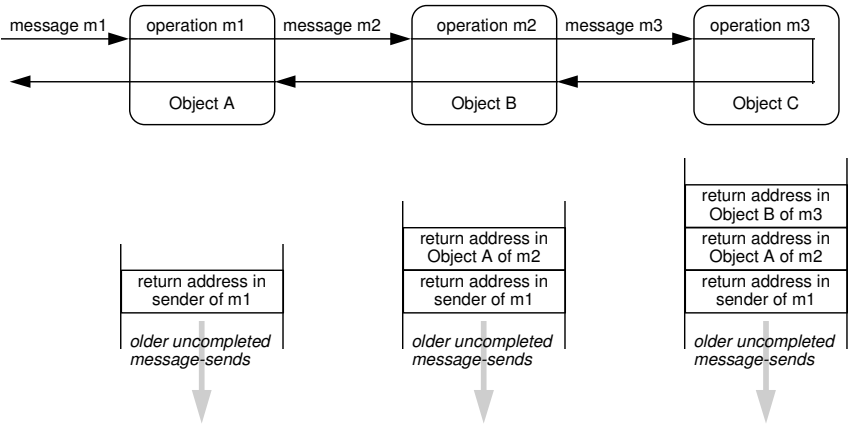 message m1
operation m1
message m2
operation m2
message m3
operation m3
Object A
Object B
Object C
return address in
sender of m1
older uncompleted
message-sends
return address in
Object A of m2
return address in
sender of m1
older uncompleted
message-sends
return address in
Object B of m3
return address in
Object A of m2
return address in
sender of m1
older uncompleted
message-sends